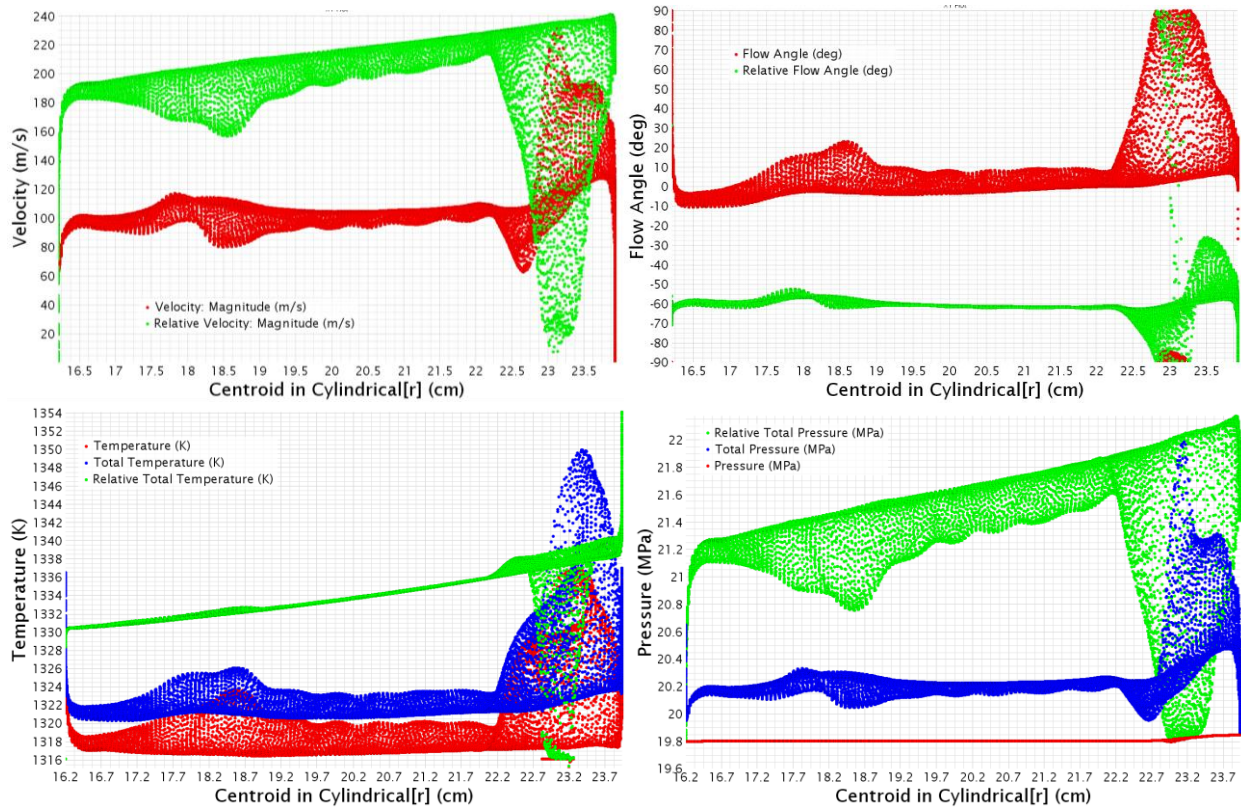 240
220
200
180
160
140
120
100
80
60
40
20
Velocity (m/s)
Velocity: Magnitude (m/s)
Relative Velocity: Magnitude (m/s)
16.5 17 17.5 18 18.5 19 19.5 20 20.5 21 21.5 22 22.5 23 23.5
Centroid in Cylindrical[r] (cm)
90
80
70
60
50
40
30
20
10
0
-10
-20
-30
-40
-50
-60
-70
-80
-90
Flow Angle (deg)
Flow Angle (deg)
Relative Flow Angle (deg)
16.5 17 17.5 18 18.5 19 19.5 20 20.5 21 21.5 22 22.5 23 23.5
Centroid in Cylindrical[r] (cm)
1354
1352
1350
1348
1346
1344
1342
1340
1338
1336
1334
1332
1330
1328
1326
1324
1322
1320
1318
1316
Temperature (K)
Temperature (K)
Total Temperature (K)
Relative Total Temperature (K)
16.2 16.7 17.2 17.7 18.2 18.7 19.2 19.7 20.2 20.7 21.2 21.7 22.2 22.7 23.2 23.7
Centroid in Cylindrical[r] (cm)
22
21.8
21.6
21.4
21.2
21
20.8
20.6
20.4
20.2
20
19.8
19.6
Pressure (MPa)
Relative Total Pressure (MPa)
Total Pressure (MPa)
Pressure (MPa)
16.2 16.7 17.2 17.7 18.2 18.7 19.2 19.7 20.2 20.7 21.2 21.7 22.2 22.7 23.2 23.7
Centroid in Cylindrical[r] (cm)